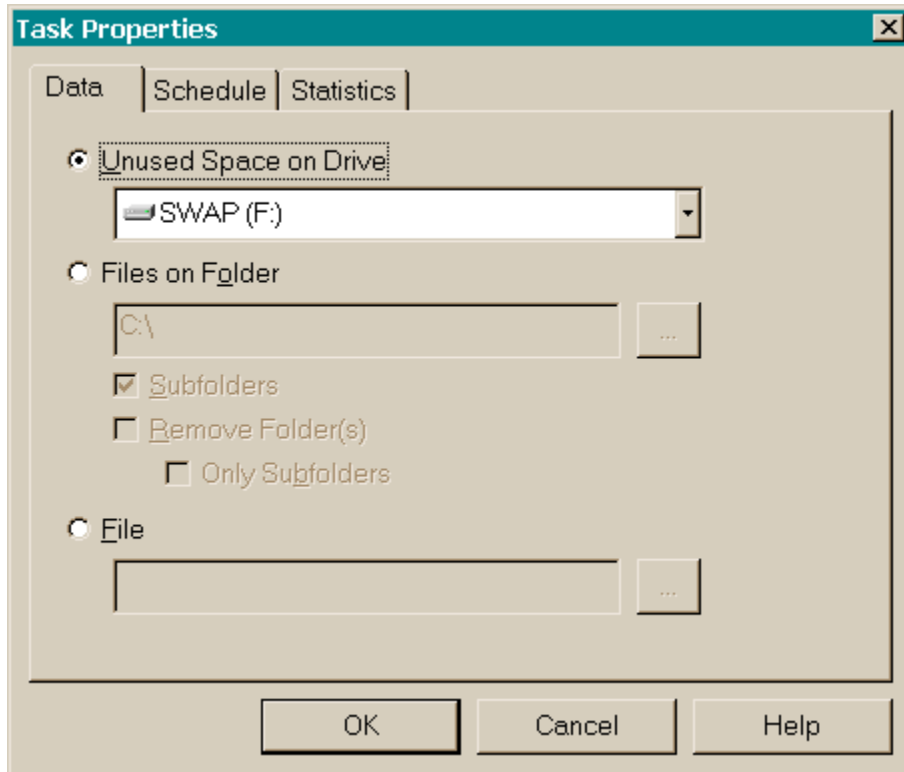 Task Properties
Data Schedule Statistics
Unused Space on Drive
SWAP (F:)
Files on Folder
C:\
...
Subfolders
Remove Folder(s)
Only Subfolders
File
...
OK Cancel Help